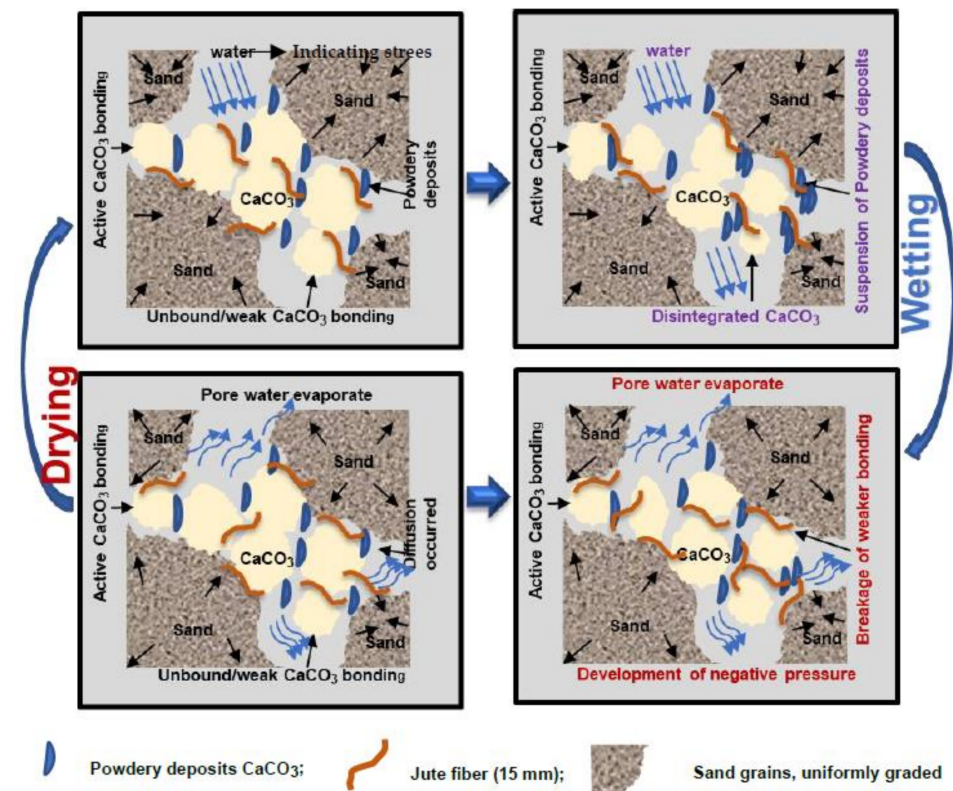 water
Indicating strees
Sand
Sand
Active CaCO3 bonding
CaCO3
Powdery
deposits
Sand
Sand
Unbound/weak CaCO3 bonding
water
Sand
Sand
Active CaCO3 bonding
CaCO3
Suspension of Powdery deposits
Sand
Sand
Disintegrated CaCO3
Wetting
Drying
Pore water evaporate
Sand
Sand
Active CaCO3 bonding
CaCO3
Diffusion
occurred
Sand
Sand
Unbound/weak CaCO3 bonding
Pore water evaporate
Sand
Sand
Active CaCO3 bonding
CaCO3
Breakage of weaker bonding
Sand
Sand
Development of negative pressure
Powdery deposits CaCO3;
Jute fiber (15 mm);
Sand grains, uniformly graded